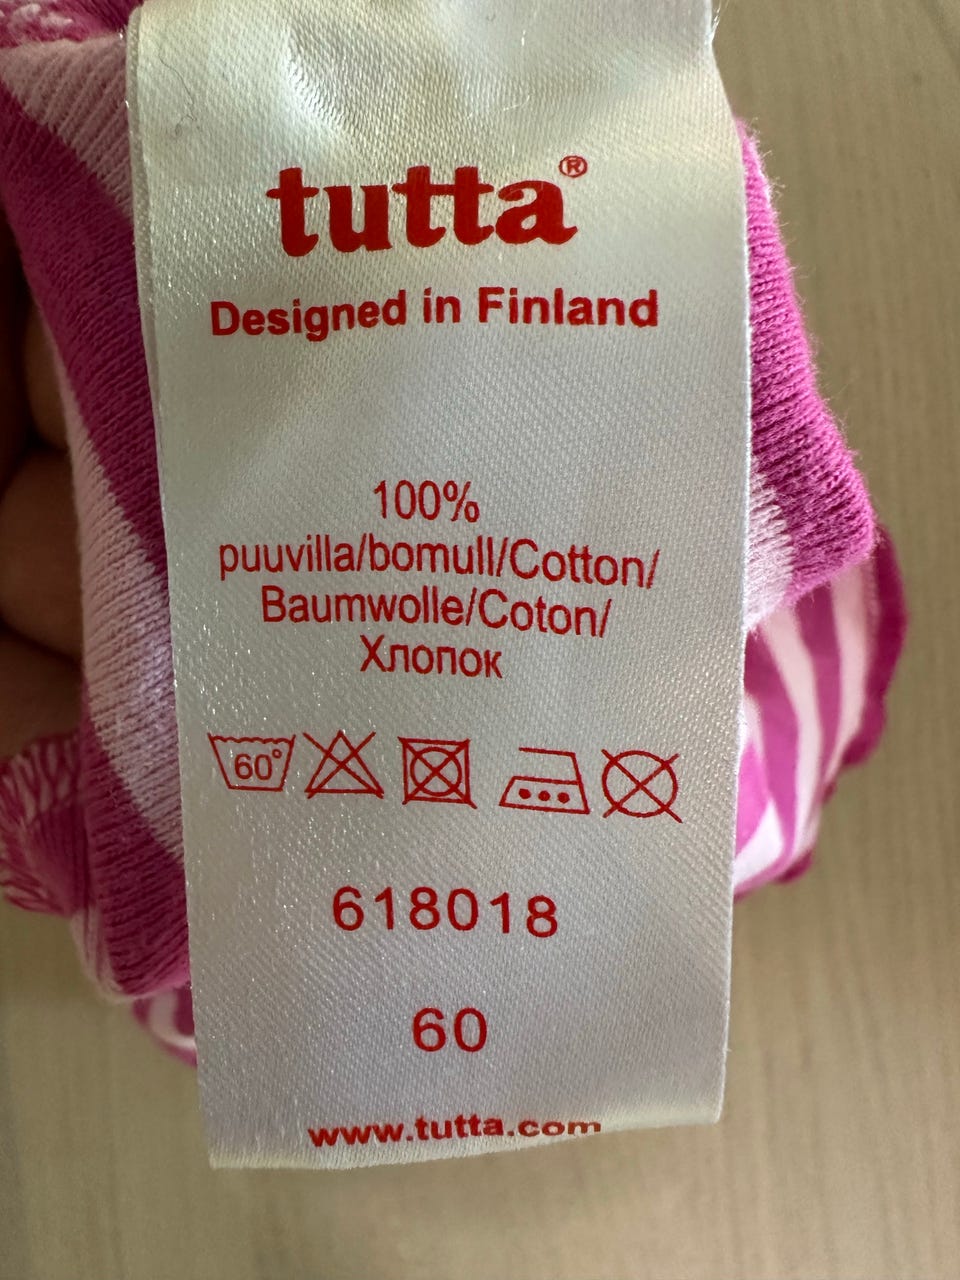 tutta®
Designed in Finland
100%
puuvilla/bomull/Cotton/
Baumwolle/Coton/
Хлопок
60°
618018
60
www.tutta.com